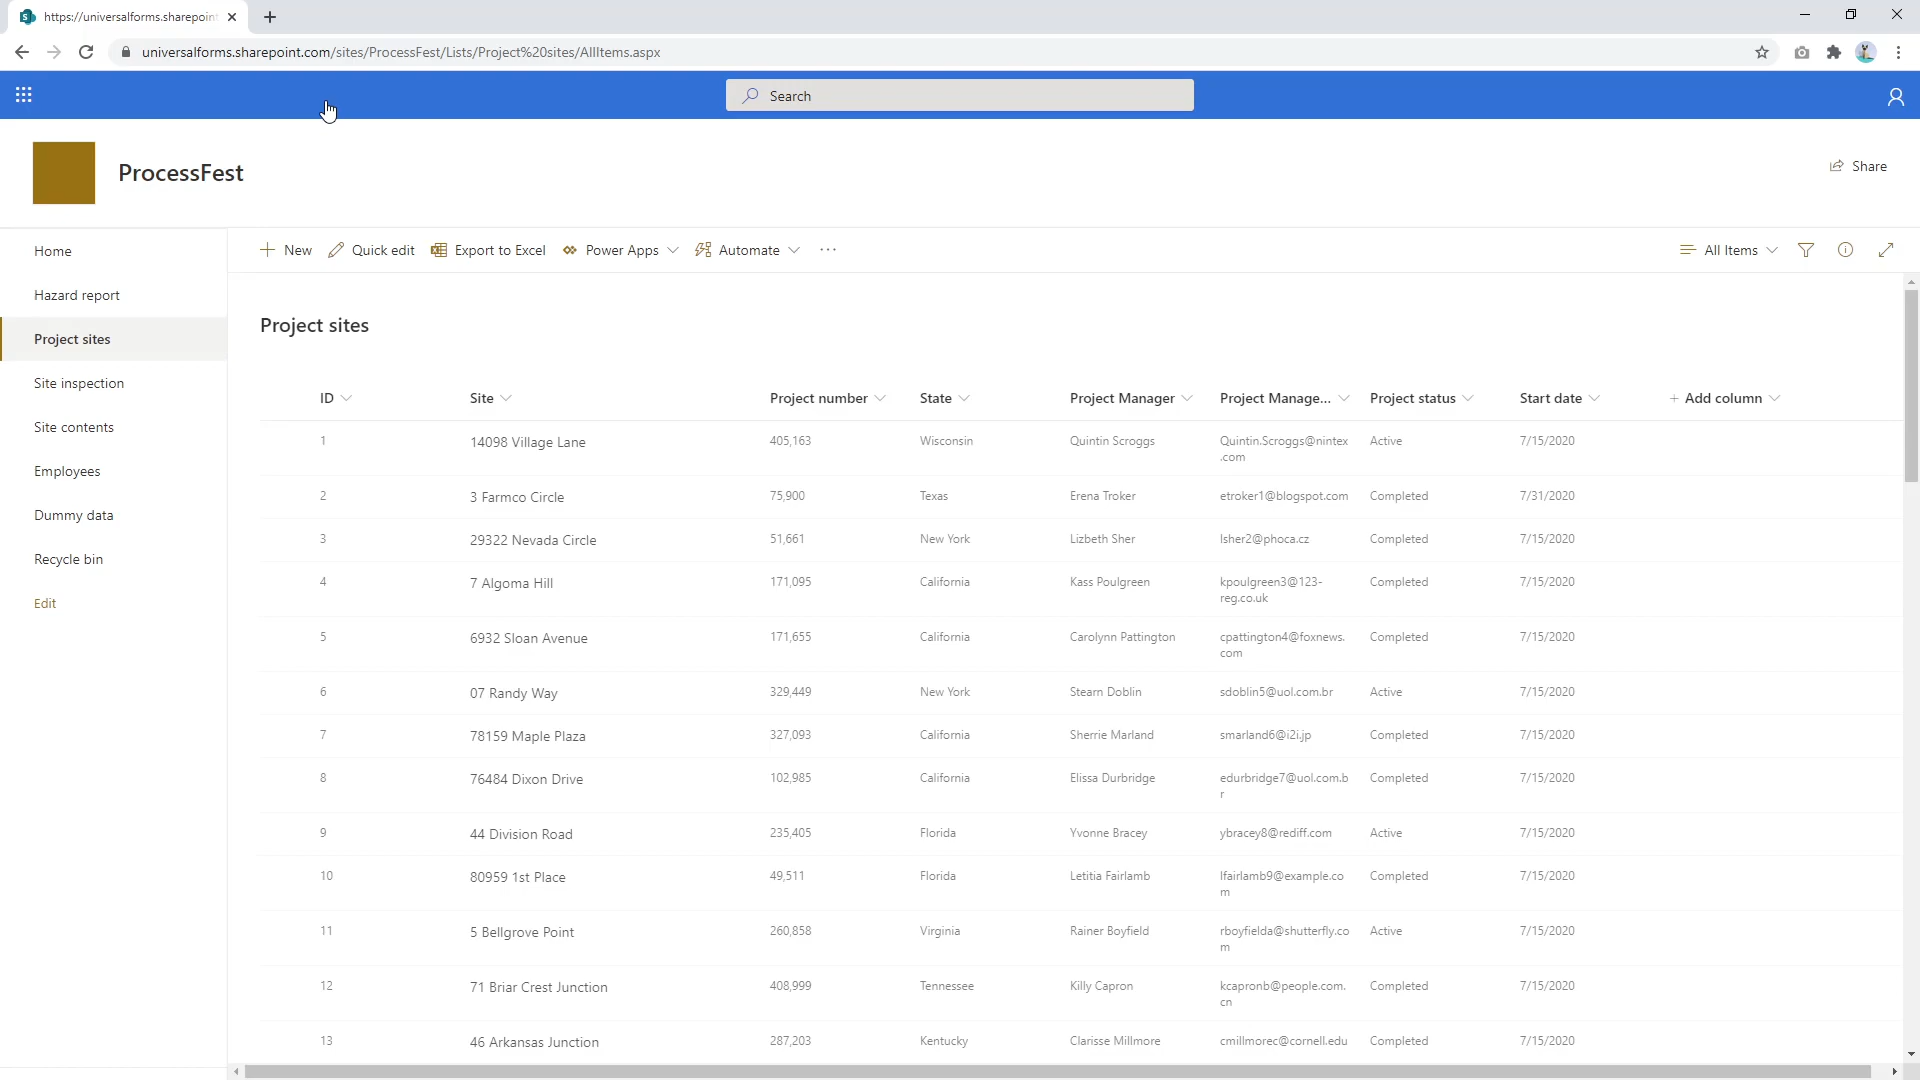 https://universalforms.sharepoint
universalforms.sharepoint.com/sites/ProcessFest/Lists/Project%20sites/AllItems.aspx
Search
ProcessFest
Share
Home
Hazard report
Project sites
Site inspection
Site contents
Employees
Dummy data
Recycle bin
Edit
New Quick edit Export to Excel Power Apps Automate ··· All Items
Project sites
ID Site Project number State Project Manager Project Manage... Project status Start date + Add column
1 14098 Village Lane 405,163 Wisconsin Quintin Scroggs Quintin.Scroggs@nintex Active 7/15/2020
.com
2 3 Farmco Circle 75,900 Texas Erena Troker etroker1@blogspot.com Completed 7/31/2020
3 29322 Nevada Circle 51,661 New York Lizbeth Sher lsher2@phoca.cz Completed 7/15/2020
4 7 Algoma Hill 171,095 California Kass Poulgreen kpoulgreen3@123- Completed 7/15/2020
reg.co.uk
5 6932 Sloan Avenue 171,655 California Carolynn Pattington cpattington4@foxnews. Completed 7/15/2020
com
6 07 Randy Way 329,449 New York Stearn Doblin sdoblin5@uol.com.br Active 7/15/2020
7 78159 Maple Plaza 327,093 California Sherrie Marland smarland6@i2i.jp Completed 7/15/2020
8 76484 Dixon Drive 102,985 California Elissa Durbridge edurbridge7@uol.com.b Completed 7/15/2020
r
9 44 Division Road 235,405 Florida Yvonne Bracey ybracey8@rediff.com Active 7/15/2020
10 80959 1st Place 49,511 Florida Letitia Fairlamb lfairlamb9@example.co Completed 7/15/2020
m
11 5 Bellgrove Point 260,858 Virginia Rainer Boyfield rboyfielda@shutterfly.co Active 7/15/2020
m
12 71 Briar Crest Junction 408,999 Tennessee Killy Capron kcapronb@people.com. Completed 7/15/2020
cn
13 46 Arkansas Junction 287,203 Kentucky Clarisse Millmore cmillmorec@cornell.edu Completed 7/15/2020